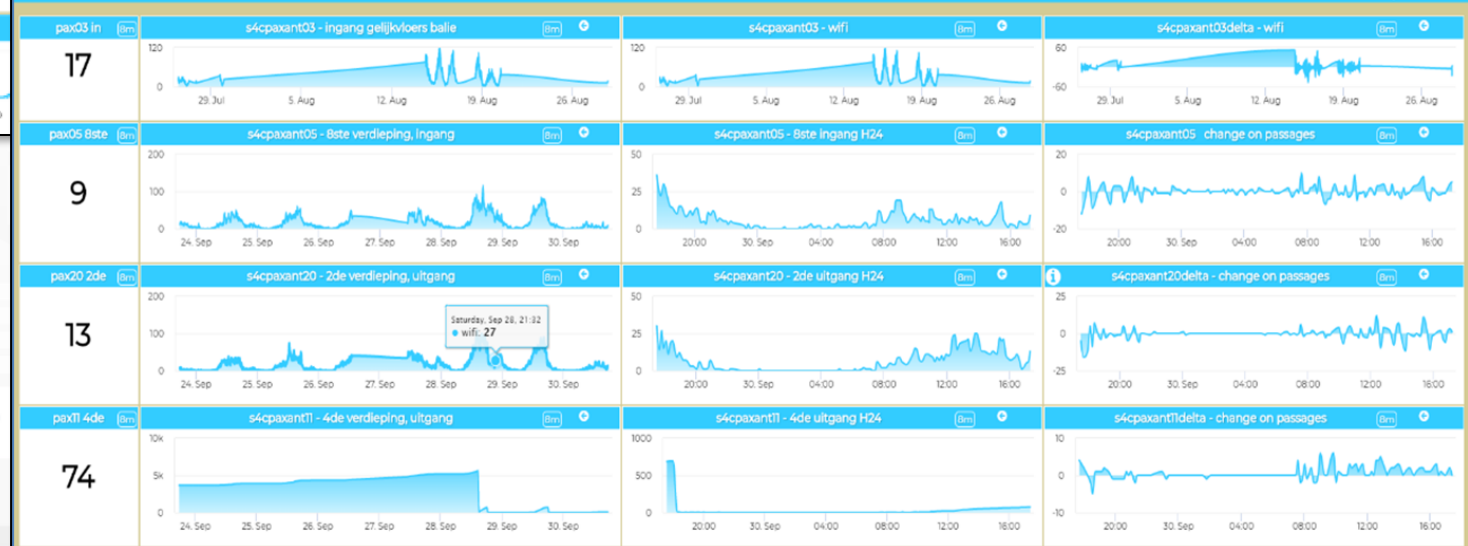 pax03 in 8m
s4cpaxant03 - ingang gelijkvloers balie 8m
s4cpaxant03 - wifi 8m
s4cpaxant03delta - wifi 8m
17
120
0
29. Jul 5. Aug 12. Aug 19. Aug 26. Aug
120
0
29. Jul 5. Aug 12. Aug 19. Aug 26. Aug
60
-60
29. Jul 5. Aug 12. Aug 19. Aug 26. Aug
pax05 8ste 8m
s4cpaxant05 - 8ste verdieping, ingang 8m
s4cpaxant05 - 8ste ingang H24 8m
s4cpaxant05 change on passages 8m
9
200
100
0
24. Sep 25. Sep 26. Sep 27. Sep 28. Sep 29. Sep 30. Sep
50
25
0
20:00 30. Sep 04:00 08:00 12:00 16:00
20
0
-20
20:00 30. Sep 04:00 08:00 12:00 16:00
pax20 2de 8m
s4cpaxant20 - 2de verdieping, uitgang 8m
s4cpaxant20 - 2de uitgang H24 8m
s4cpaxant20delta - change on passages 8m
13
200
100
0
Saturday, Sep 28, 21:32
wifi: 27
24. Sep 25. Sep 26. Sep 27. Sep 28. Sep 29. Sep 30. Sep
50
25
0
20:00 30. Sep 04:00 08:00 12:00 16:00
25
0
-25
20:00 30. Sep 04:00 08:00 12:00 16:00
pax11 4de 8m
s4cpaxant11 - 4de verdieping, uitgang 8m
s4cpaxant11 - 4de uitgang H24 8m
s4cpaxant11delta - change on passages 8m
74
10k
5k
0
24. Sep 25. Sep 26. Sep 27. Sep 28. Sep 29. Sep 30. Sep
1000
500
0
20:00 30. Sep 04:00 08:00 12:00 16:00
10
0
-10
20:00 30. Sep 04:00 08:00 12:00 16:00